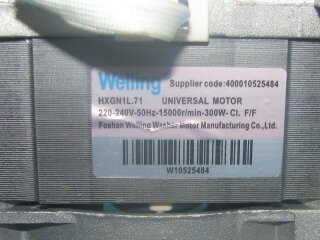 Welling Supplier code:400010525484
HXGN1L.71 UNIVERSAL MOTOR
220-240V-50Hz-15000r/min-300W- Cl. F/F
Foshan Welling Washer Motor Manufacturing Co.,Ltd.
W10525484